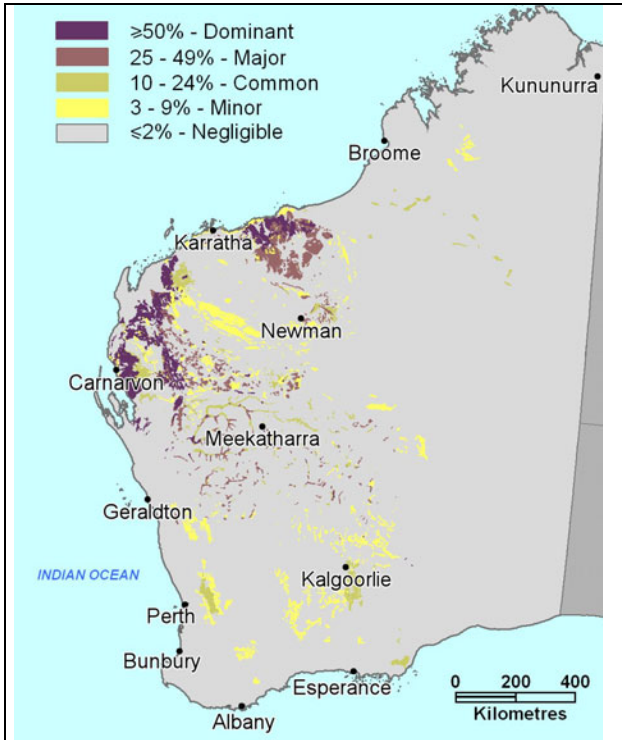 ≥50% - Dominant
25 - 49% - Major
10 - 24% - Common
3 - 9% - Minor
≤2% - Negligible
Kununurra
Broome
Karratha
Newman
Carnarvon
Meekatharra
Geraldton
INDIAN OCEAN
Kalgoorlie
Perth
Bunbury
Esperance
Albany
0 200 400
Kilometres